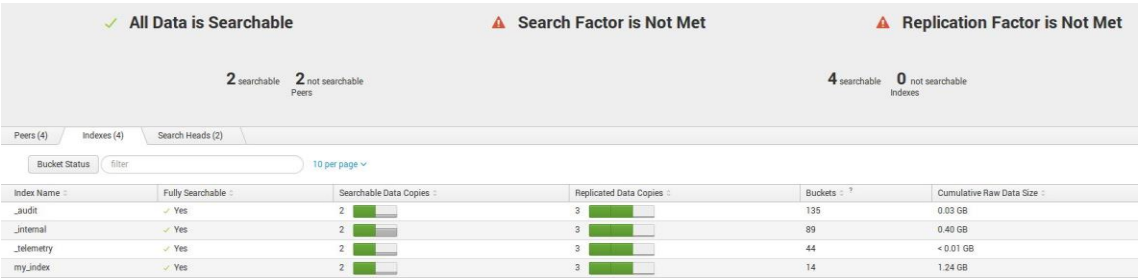 All Data is Searchable Search Factor is Not Met Replication Factor is Not Met
2 searchable 2 not searchable 4 searchable 0 not searchable
Peers Indexes
Peers (4) Indexes (4) Search Heads (2)
Bucket Status filter 10 per page
Index Name Fully Searchable Searchable Data Copies Replicated Data Copies Buckets ? Cumulative Raw Data Size
_audit Yes 2 3 135 0.03 GB
_internal Yes 2 3 89 0.40 GB
_telemetry Yes 2 3 44 < 0.01 GB
my_index Yes 2 3 14 1.24 GB